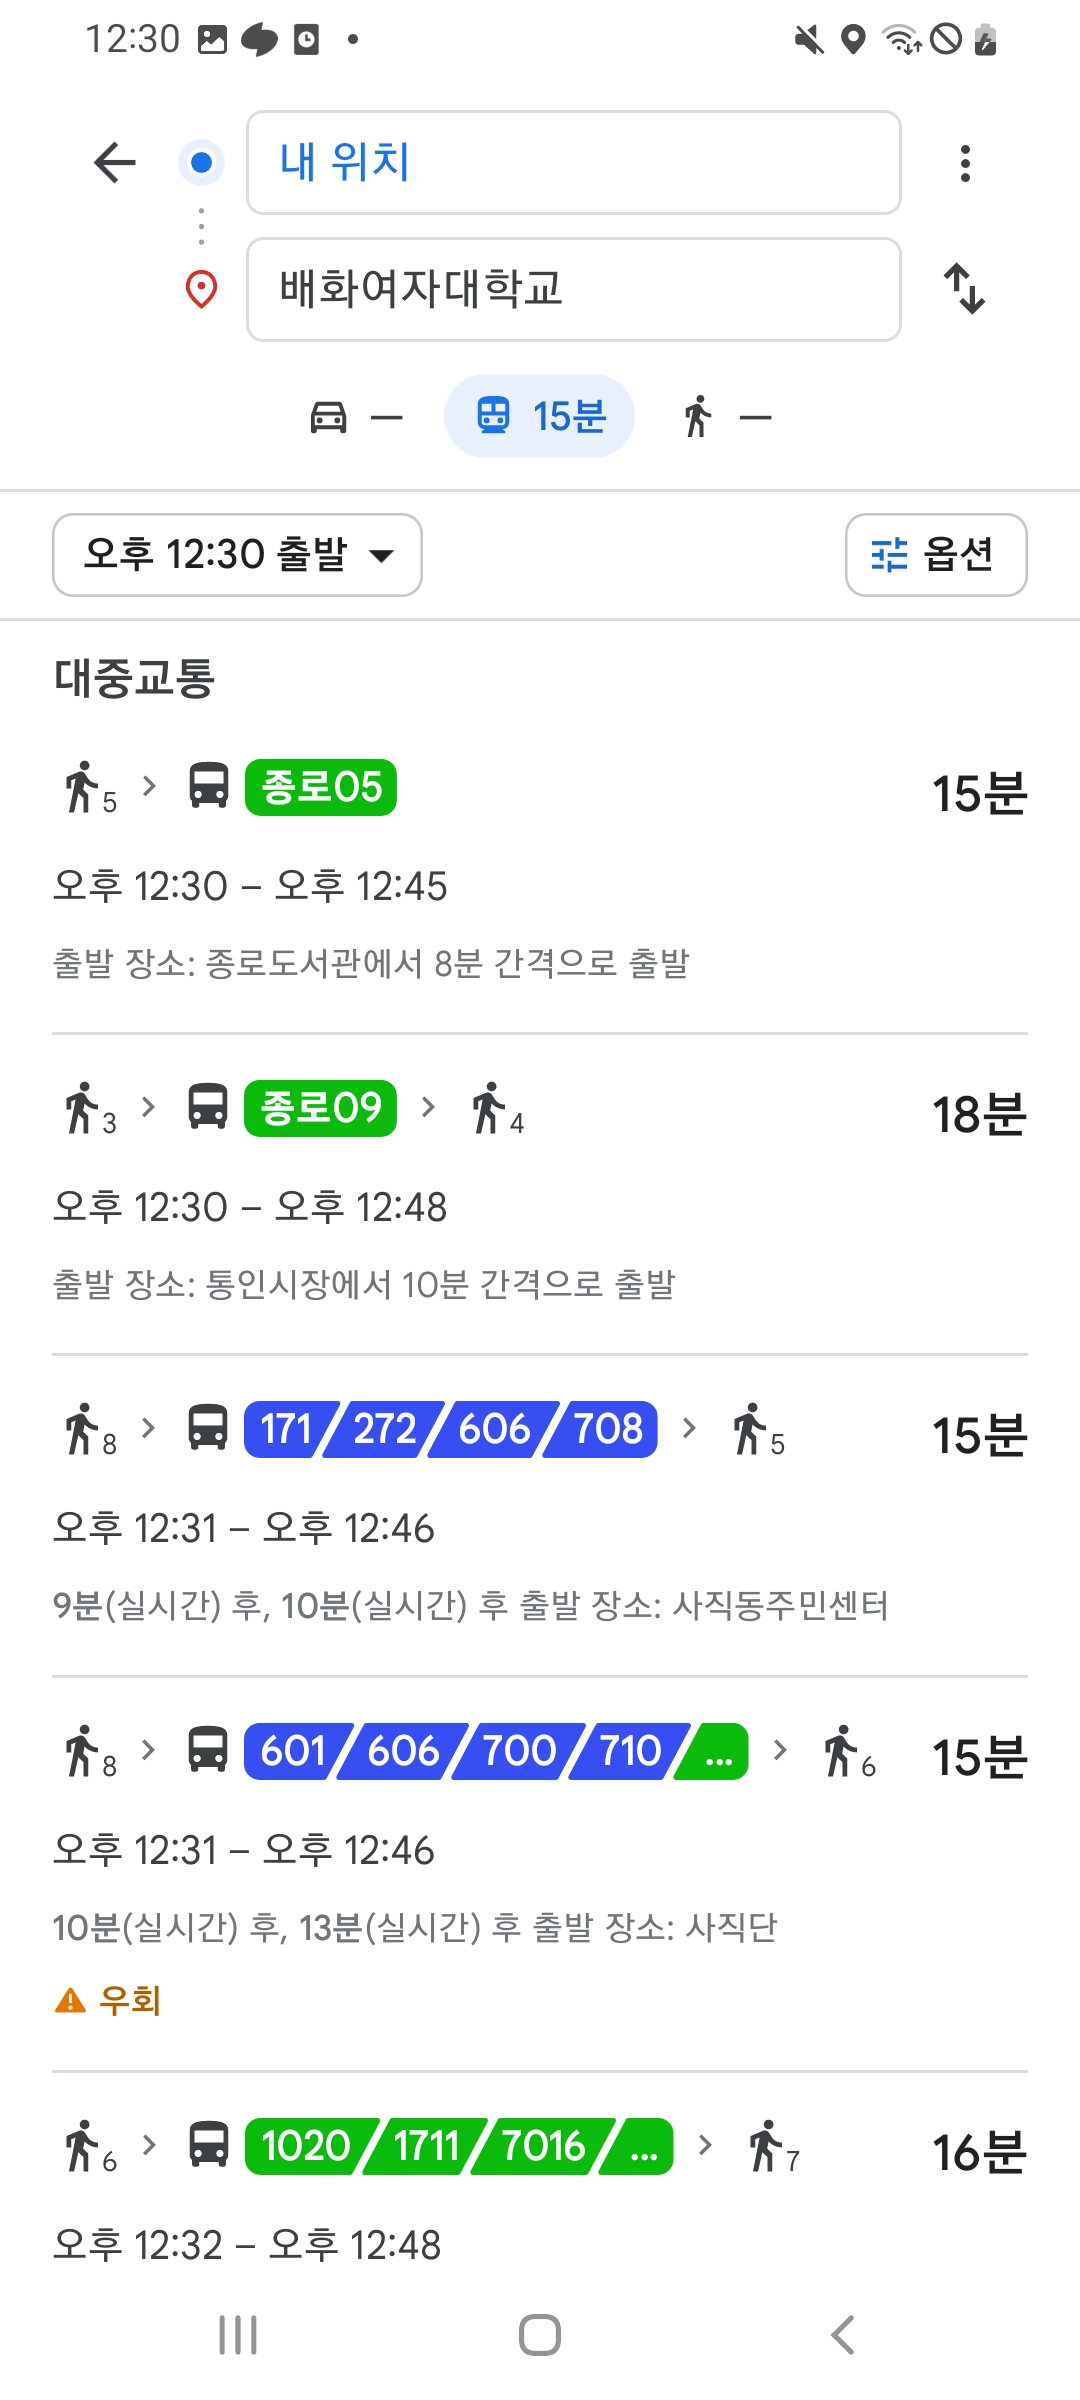 12:30
내 위치
배화여자대학교
— 15분 —
오후 12:30 출발 옵션
대중교통
5 종로05 15분
오후 12:30 – 오후 12:45
출발 장소: 종로도서관에서 8분 간격으로 출발
3 종로09 4 18분
오후 12:30 – 오후 12:48
출발 장소: 통인시장에서 10분 간격으로 출발
8 171 272 606 708 5 15분
오후 12:31 – 오후 12:46
9분(실시간) 후, 10분(실시간) 후 출발 장소: 사직동주민센터
8 601 606 700 710 ... 6 15분
오후 12:31 – 오후 12:46
10분(실시간) 후, 13분(실시간) 후 출발 장소: 사직단
우회
6 1020 1711 7016 ... 7 16분
오후 12:32 – 오후 12:48